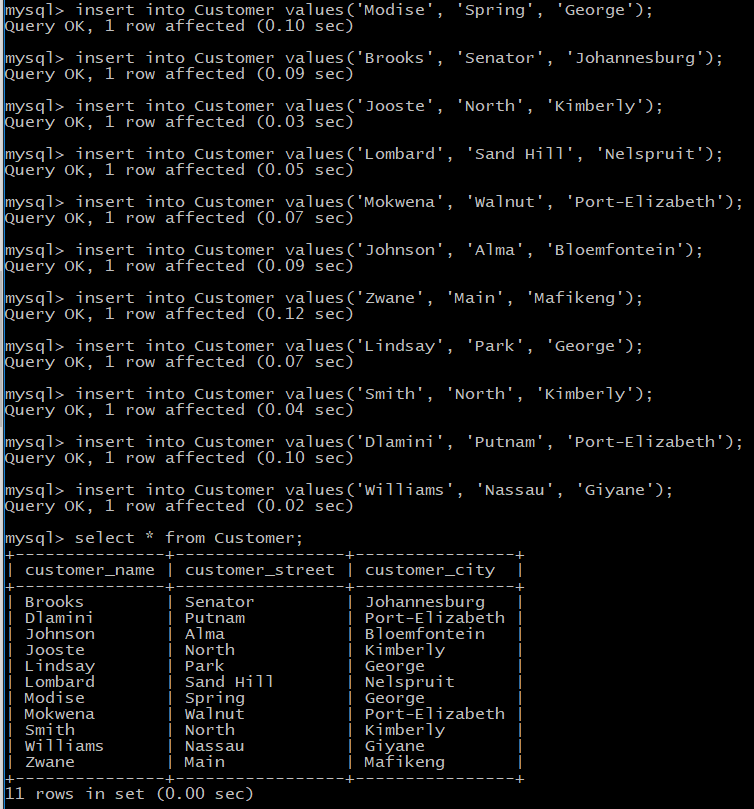 mysql> insert into Customer values('Modise', 'Spring', 'George');
Query OK, 1 row affected (0.10 sec)
mysql> insert into Customer values('Brooks', 'Senator', 'Johannesburg');
Query OK, 1 row affected (0.09 sec)
mysql> insert into Customer values('Jooste', 'North', 'Kimberly');
Query OK, 1 row affected (0.03 sec)
mysql> insert into Customer values('Lombard', 'Sand Hill', 'Nelspruit');
Query OK, 1 row affected (0.05 sec)
mysql> insert into Customer values('Mokwena', 'Walnut', 'Port-Elizabeth');
Query OK, 1 row affected (0.07 sec)
mysql> insert into Customer values('Johnson', 'Alma', 'Bloemfontein');
Query OK, 1 row affected (0.09 sec)
mysql> insert into Customer values('Zwane', 'Main', 'Mafikeng');
Query OK, 1 row affected (0.12 sec)
mysql> insert into Customer values('Lindsay', 'Park', 'George');
Query OK, 1 row affected (0.07 sec)
mysql> insert into Customer values('Smith', 'North', 'Kimberly');
Query OK, 1 row affected (0.04 sec)
mysql> insert into Customer values('Dlamini', 'Putnam', 'Port-Elizabeth');
Query OK, 1 row affected (0.10 sec)
mysql> insert into Customer values('Williams', 'Nassau', 'Giyane');
Query OK, 1 row affected (0.02 sec)
mysql> select * from Customer;
+---------------+-----------------+----------------+
| customer_name | customer_street | customer_city  |
+---------------+-----------------+----------------+
| Brooks        | Senator         | Johannesburg   |
| Dlamini       | Putnam          | Port-Elizabeth |
| Johnson       | Alma            | Bloemfontein   |
| Jooste        | North           | Kimberly       |
| Lindsay       | Park            | George         |
| Lombard       | Sand Hill       | Nelspruit      |
| Modise        | Spring          | George         |
| Mokwena       | Walnut          | Port-Elizabeth |
| Smith         | North           | Kimberly       |
| Williams      | Nassau          | Giyane         |
| Zwane         | Main            | Mafikeng       |
+---------------+-----------------+----------------+
11 rows in set (0.00 sec)